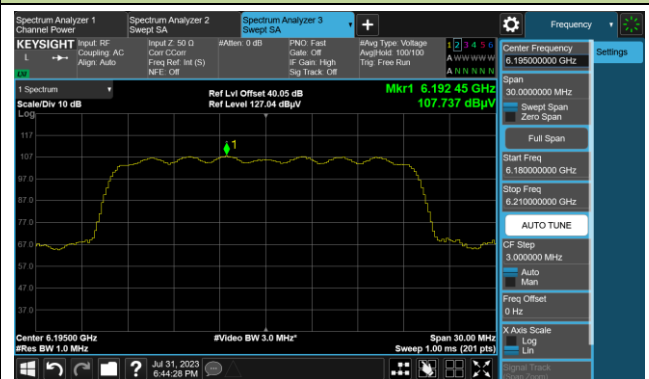 Spectrum Analyzer 1
Channel Power
Spectrum Analyzer 2
Swept SA
Spectrum Analyzer 3
Swept SA
+
Frequency
KEYSIGHT
L
Input: RF
Coupling: AC
Align: Auto
Input Z: 50 Ω
Corr CCorr
Freq Ref: Int (S)
NFE: Off
#Atten: 0 dB
PNO: Fast
Gate: Off
IF Gain: High
Sig Track: Off
#Avg Type: Voltage
Avg|Hold: 100/100
Trig: Free Run
1 2 3 4 5 6
A W W W W W
A N N N N N
1 Spectrum
Scale/Div 10 dB
Log
Ref Lvl Offset 40.05 dB
Ref Level 127.04 dBµV
Mkr1 6.192 45 GHz
107.737 dBµV
1
117
107
97.0
87.0
77.0
67.0
57.0
47.0
37.0
Center 6.19500 GHz
#Res BW 1.0 MHz
#Video BW 3.0 MHz*
Span 30.00 MHz
Sweep 1.00 ms (201 pts)
Jul 31, 2023
6:44:28 PM
?
Center Frequency
6.195000000 GHz
Span
30.0000000 MHz
Swept Span
Zero Span
Full Span
Start Freq
6.180000000 GHz
Stop Freq
6.210000000 GHz
AUTO TUNE
CF Step
3.000000 MHz
Auto
Man
Freq Offset
0 Hz
X Axis Scale
Log
Lin
Signal Track
(Span Zoom)
Settings